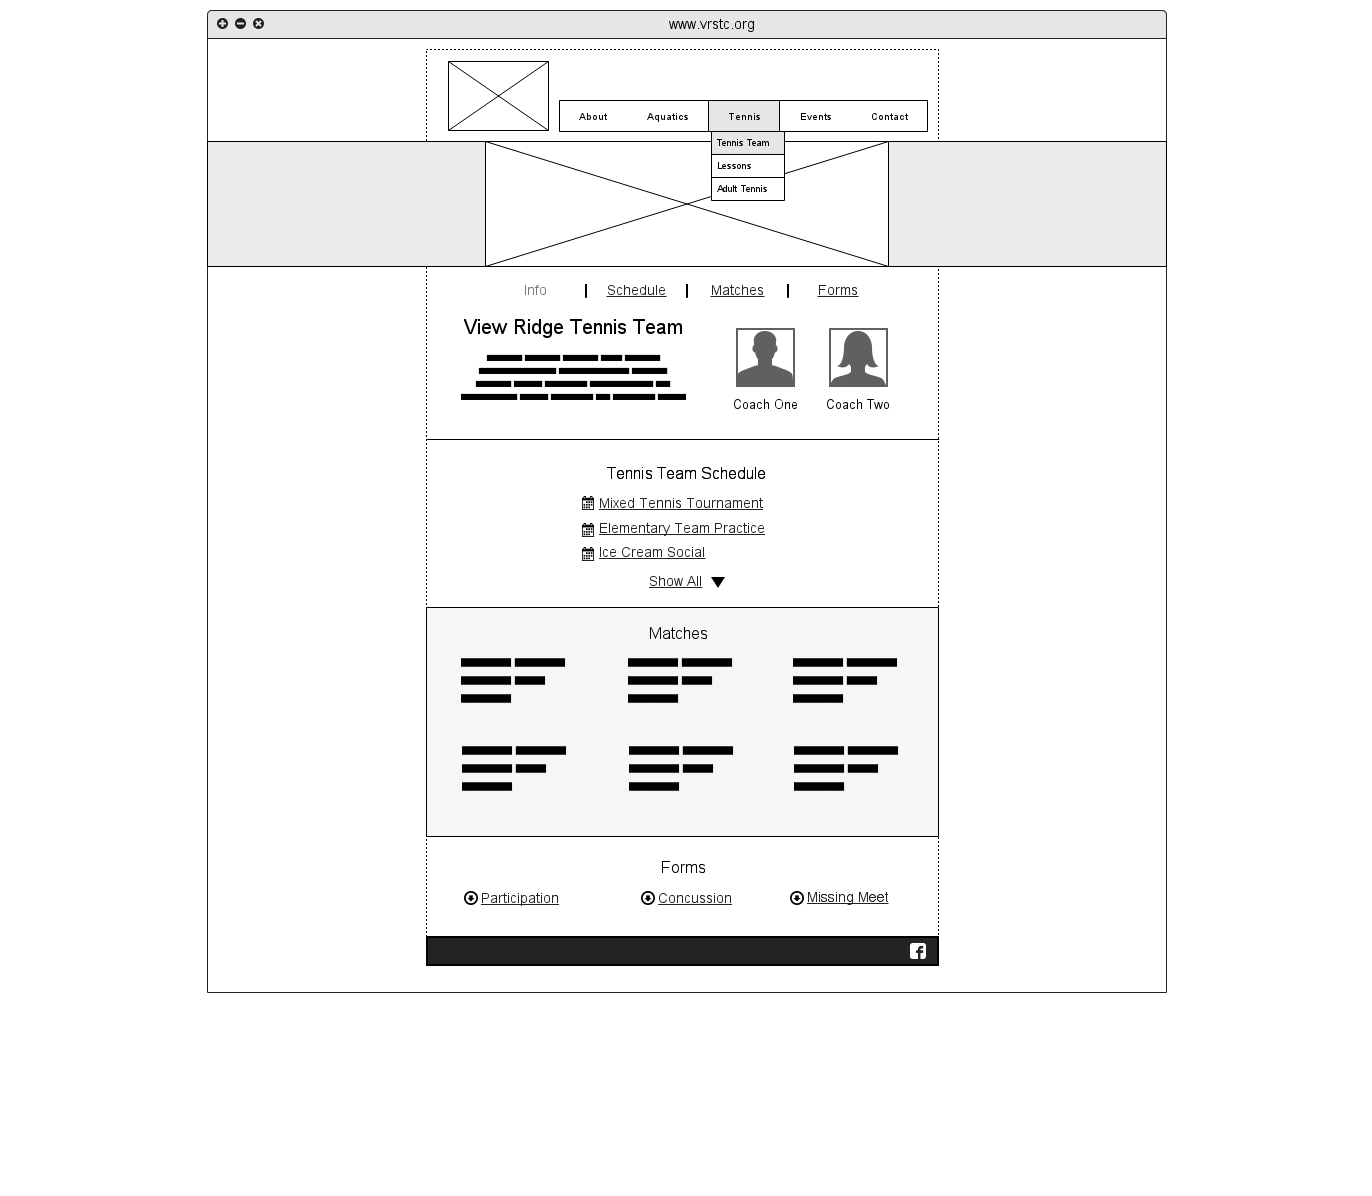 www.vrstc.org
About Aquatics Tennis Events Contact
Tennis Team
Lessons
Adult Tennis
Info Schedule Matches Forms
View Ridge Tennis Team
Coach One Coach Two
Tennis Team Schedule
Mixed Tennis Tournament
Elementary Team Practice
Ice Cream Social
Show All
Matches
Forms
Participation Concussion Missing Meet